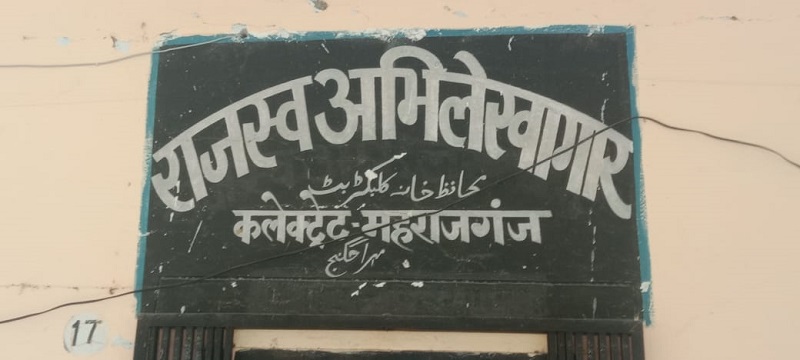 राजस्व अभिलेखागार
محافظ خانہ کلکٹریٹ
कलेक्ट्रेट-महराजगंज
مہراجگنج
17